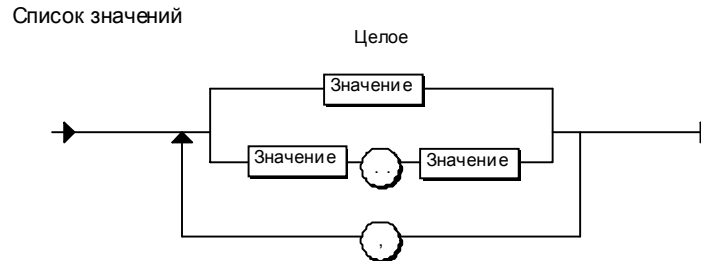 Список значений
Целое
Значение
Значение . . Значение
,